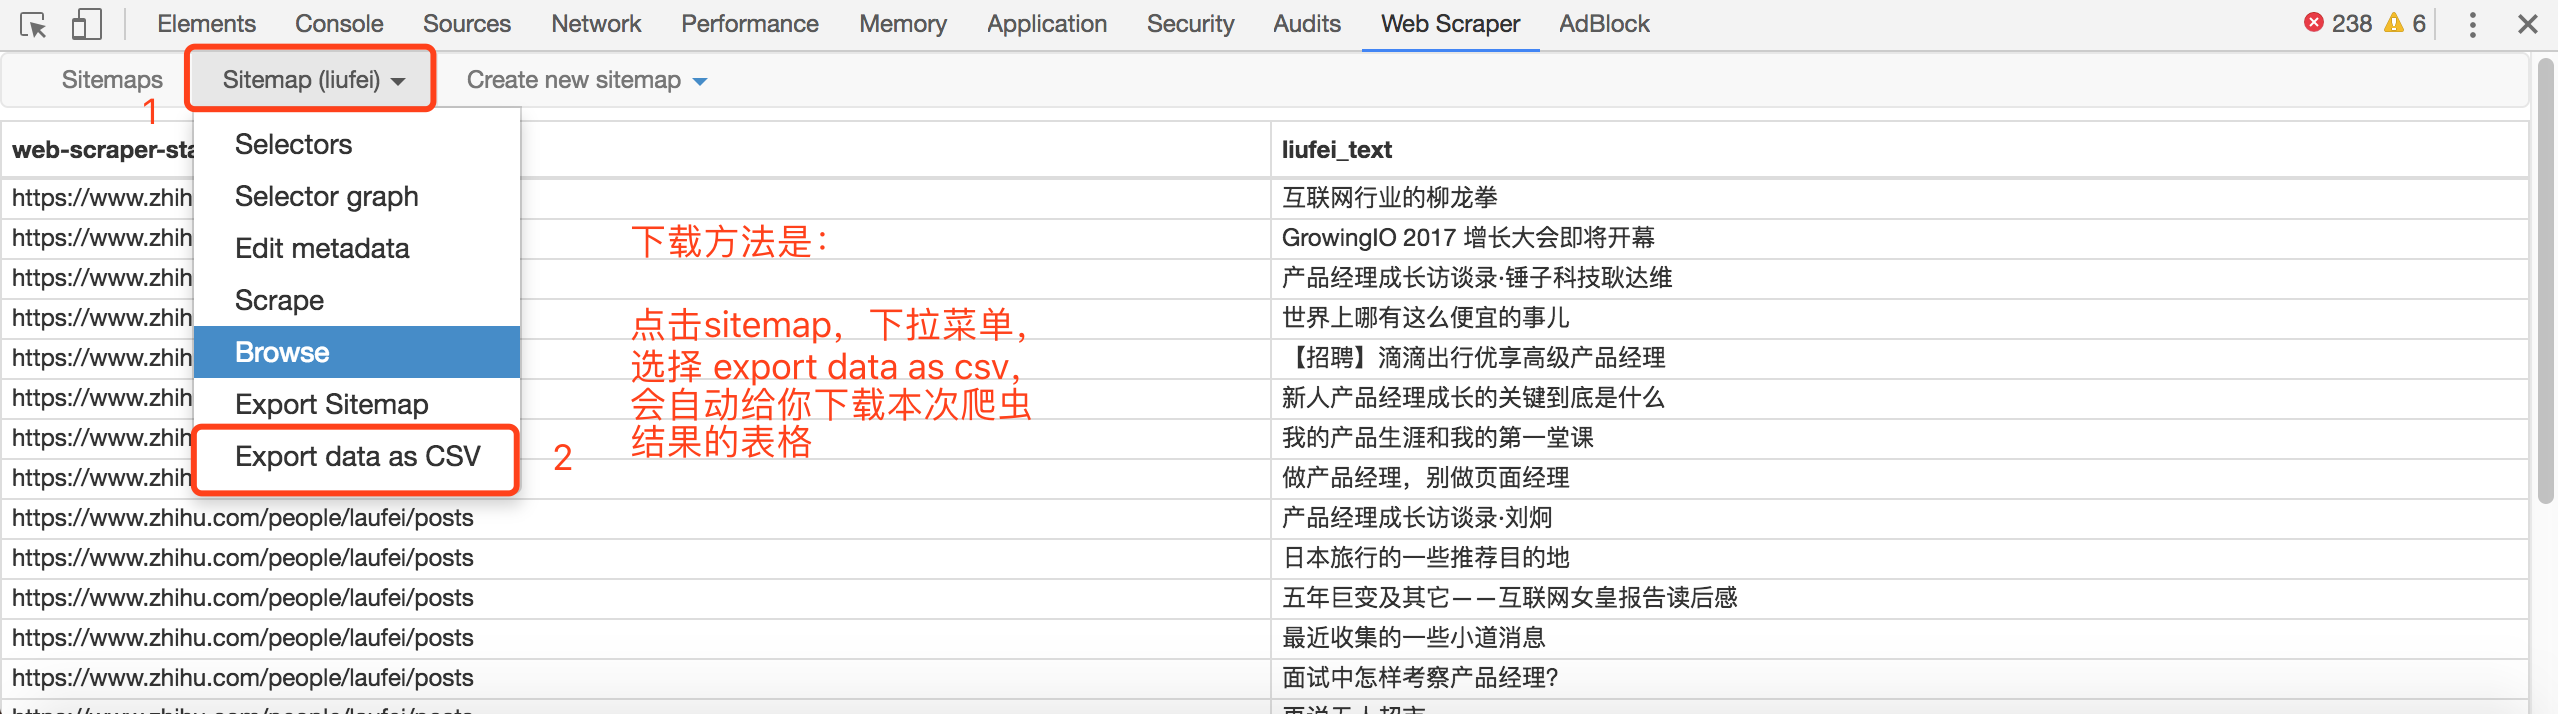 Elements Console Sources Network Performance Memory Application Security Audits Web Scraper AdBlock 238 6
Sitemaps Sitemap (liufei) Create new sitemap
1
web-scraper-sta liufei_text
Selectors
Selector graph
Edit metadata
Scrape
Browse
Export Sitemap
Export data as CSV
2
下载方法是：
点击sitemap，下拉菜单，
选择 export data as csv，
会自动给你下载本次爬虫
结果的表格
https://www.zhih 互联网行业的柳龙拳
https://www.zhih GrowingIO 2017 增长大会即将开幕
https://www.zhih 产品经理成长访谈录·锤子科技耿达维
https://www.zhih 世界上哪有这么便宜的事儿
https://www.zhih 【招聘】滴滴出行优享高级产品经理
https://www.zhih 新人产品经理成长的关键到底是什么
https://www.zhih 我的产品生涯和我的第一堂课
https://www.zhih 做产品经理，别做页面经理
https://www.zhihu.com/people/laufei/posts 产品经理成长访谈录·刘炯
https://www.zhihu.com/people/laufei/posts 日本旅行的一些推荐目的地
https://www.zhihu.com/people/laufei/posts 五年巨变及其它——互联网女皇报告读后感
https://www.zhihu.com/people/laufei/posts 最近收集的一些小道消息
https://www.zhihu.com/people/laufei/posts 面试中怎样考察产品经理？